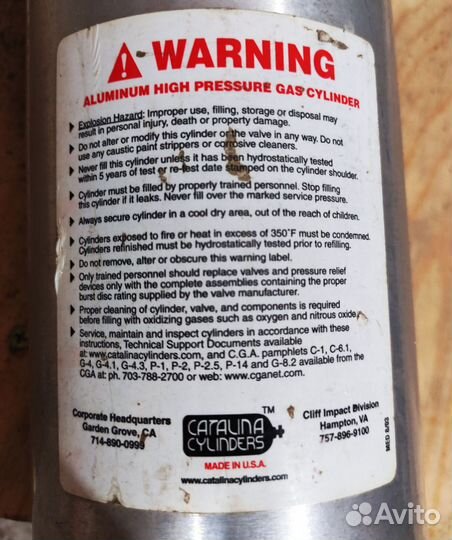 WARNING
ALUMINUM HIGH PRESSURE GAS CYLINDER
Explosion Hazard: Improper use, filling, storage or disposal may
result in personal injury, death or property damage.
Do not alter or modify this cylinder or the valve in any way. Do not
use any caustic paint strippers or corrosive cleaners.
Never fill this cylinder unless it has been hydrostatically tested
within 5 years of test or re-test date stamped on the cylinder shoulder.
Cylinder must be filled by properly trained personnel. Stop filling
this cylinder if it leaks. Never fill over the marked service pressure.
Always secure cylinder in a cool dry area, out of the reach of children.
Cylinders exposed to fire or heat in excess of 350°F must be condemned.
Cylinders refinished must be hydrostatically tested prior to refilling.
Do not remove, alter or obscure this warning label.
Only trained personnel should replace valves and pressure relief
devices only with the complete assemblies containing the proper
burst disc rating supplied by the valve manufacturer.
Proper cleaning of cylinder, valve, and components is required
before filling with oxidizing gases such as oxygen and nitrous oxide.
Service, maintain and inspect cylinders in accordance with these
instructions, Technical Support Documents available
at: www.catalinacylinders.com, and C.G.A. pamphlets C-1, C-6.1,
G-4, G-4.1, G-4.3, P-1, P-2, P-2.5, P-14 and G-8.2 available from the
CGA at: ph. 703-788-2700 or web: www.cganet.com.
Corporate Headquarters
Garden Grove, CA
714-890-0999
CATALINA
CYLINDERS
TM
MADE IN U.S.A.
www.catalinacylinders.com
Cliff Impact Division
Hampton, VA
757-896-9100
MED 8/03
Avito